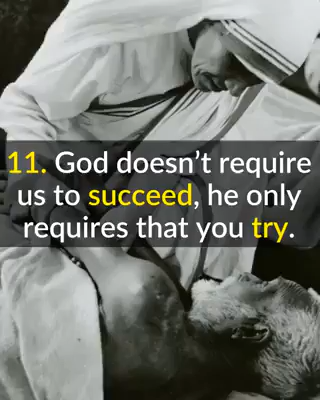 11. God doesn’t require
us to succeed, he only
requires that you try.